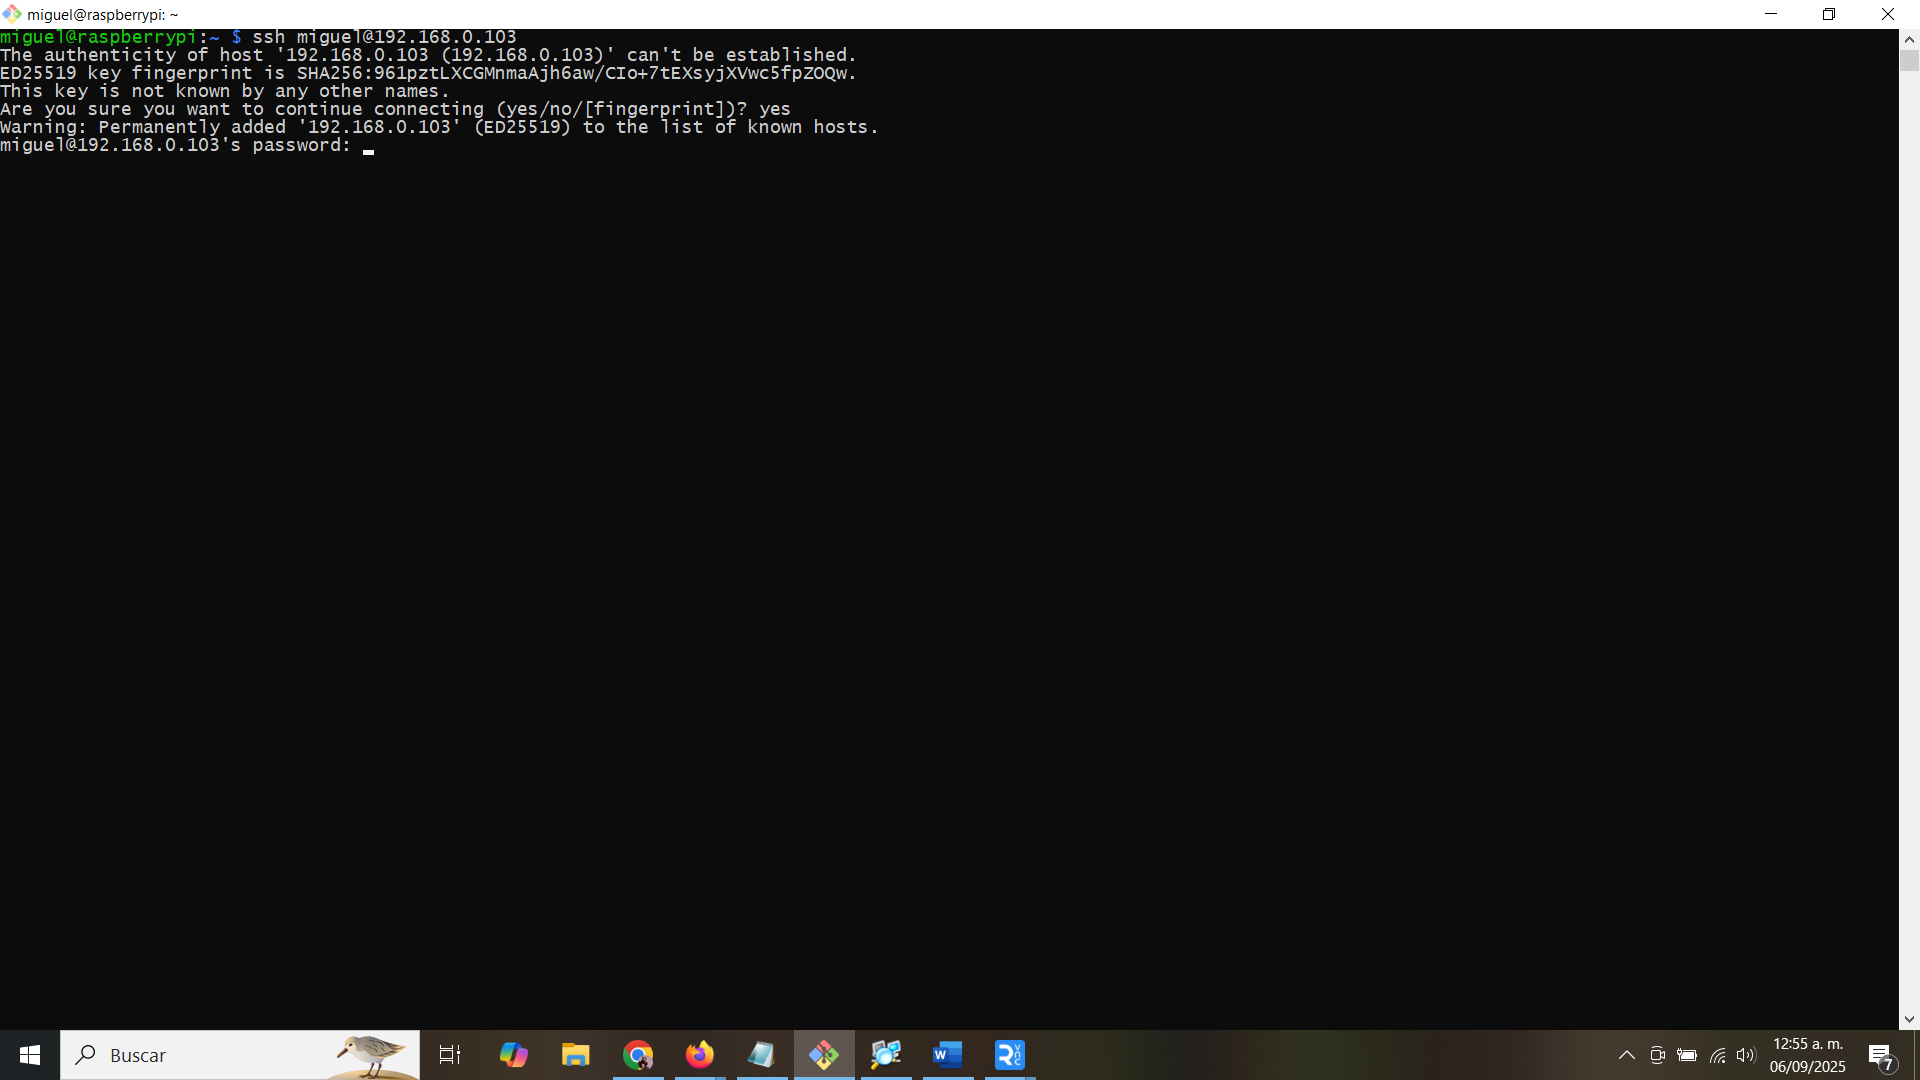 miguel@raspberrypi: ~
miguel@raspberrypi:~ $ ssh miguel@192.168.0.103
The authenticity of host '192.168.0.103 (192.168.0.103)' can't be established.
ED25519 key fingerprint is SHA256:961pztLXCGMnmaAjh6aw/CIo+7tEXsyjXVwc5fpZOQw.
This key is not known by any other names.
Are you sure you want to continue connecting (yes/no/[fingerprint])? yes
Warning: Permanently added '192.168.0.103' (ED25519) to the list of known hosts.
miguel@192.168.0.103's password:
Buscar
12:55 a. m.
06/09/2025
7